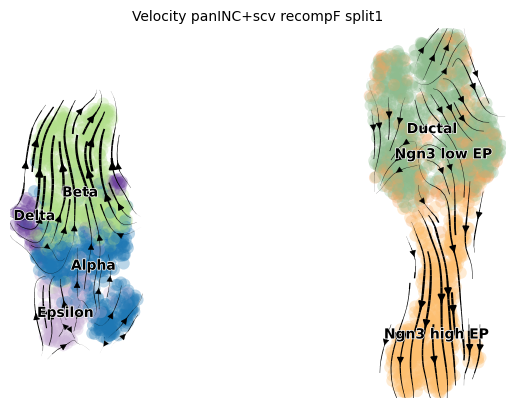 Velocity panINC+scv recompF split1
Ductal
Ngn3 low EP
Beta
Delta
Alpha
Epsilon
Ngn3 high EP